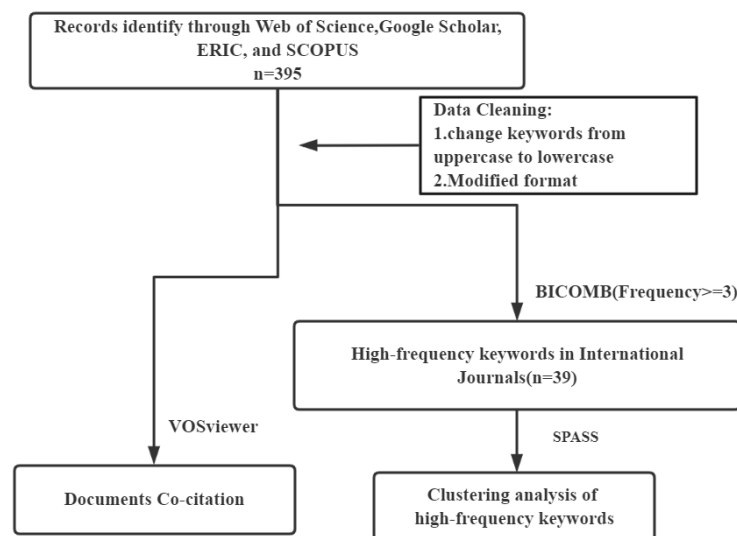 Records identify through Web of Science,Google Scholar,
ERIC, and SCOPUS
n=395
Data Cleaning:
1.change keywords from
uppercase to lowercase
2.Modified format
BICOMB(Frequency>=3)
High-frequency keywords in International
Journals(n=39)
VOSviewer
SPASS
Documents Co-citation
Clustering analysis of
high-frequency keywords